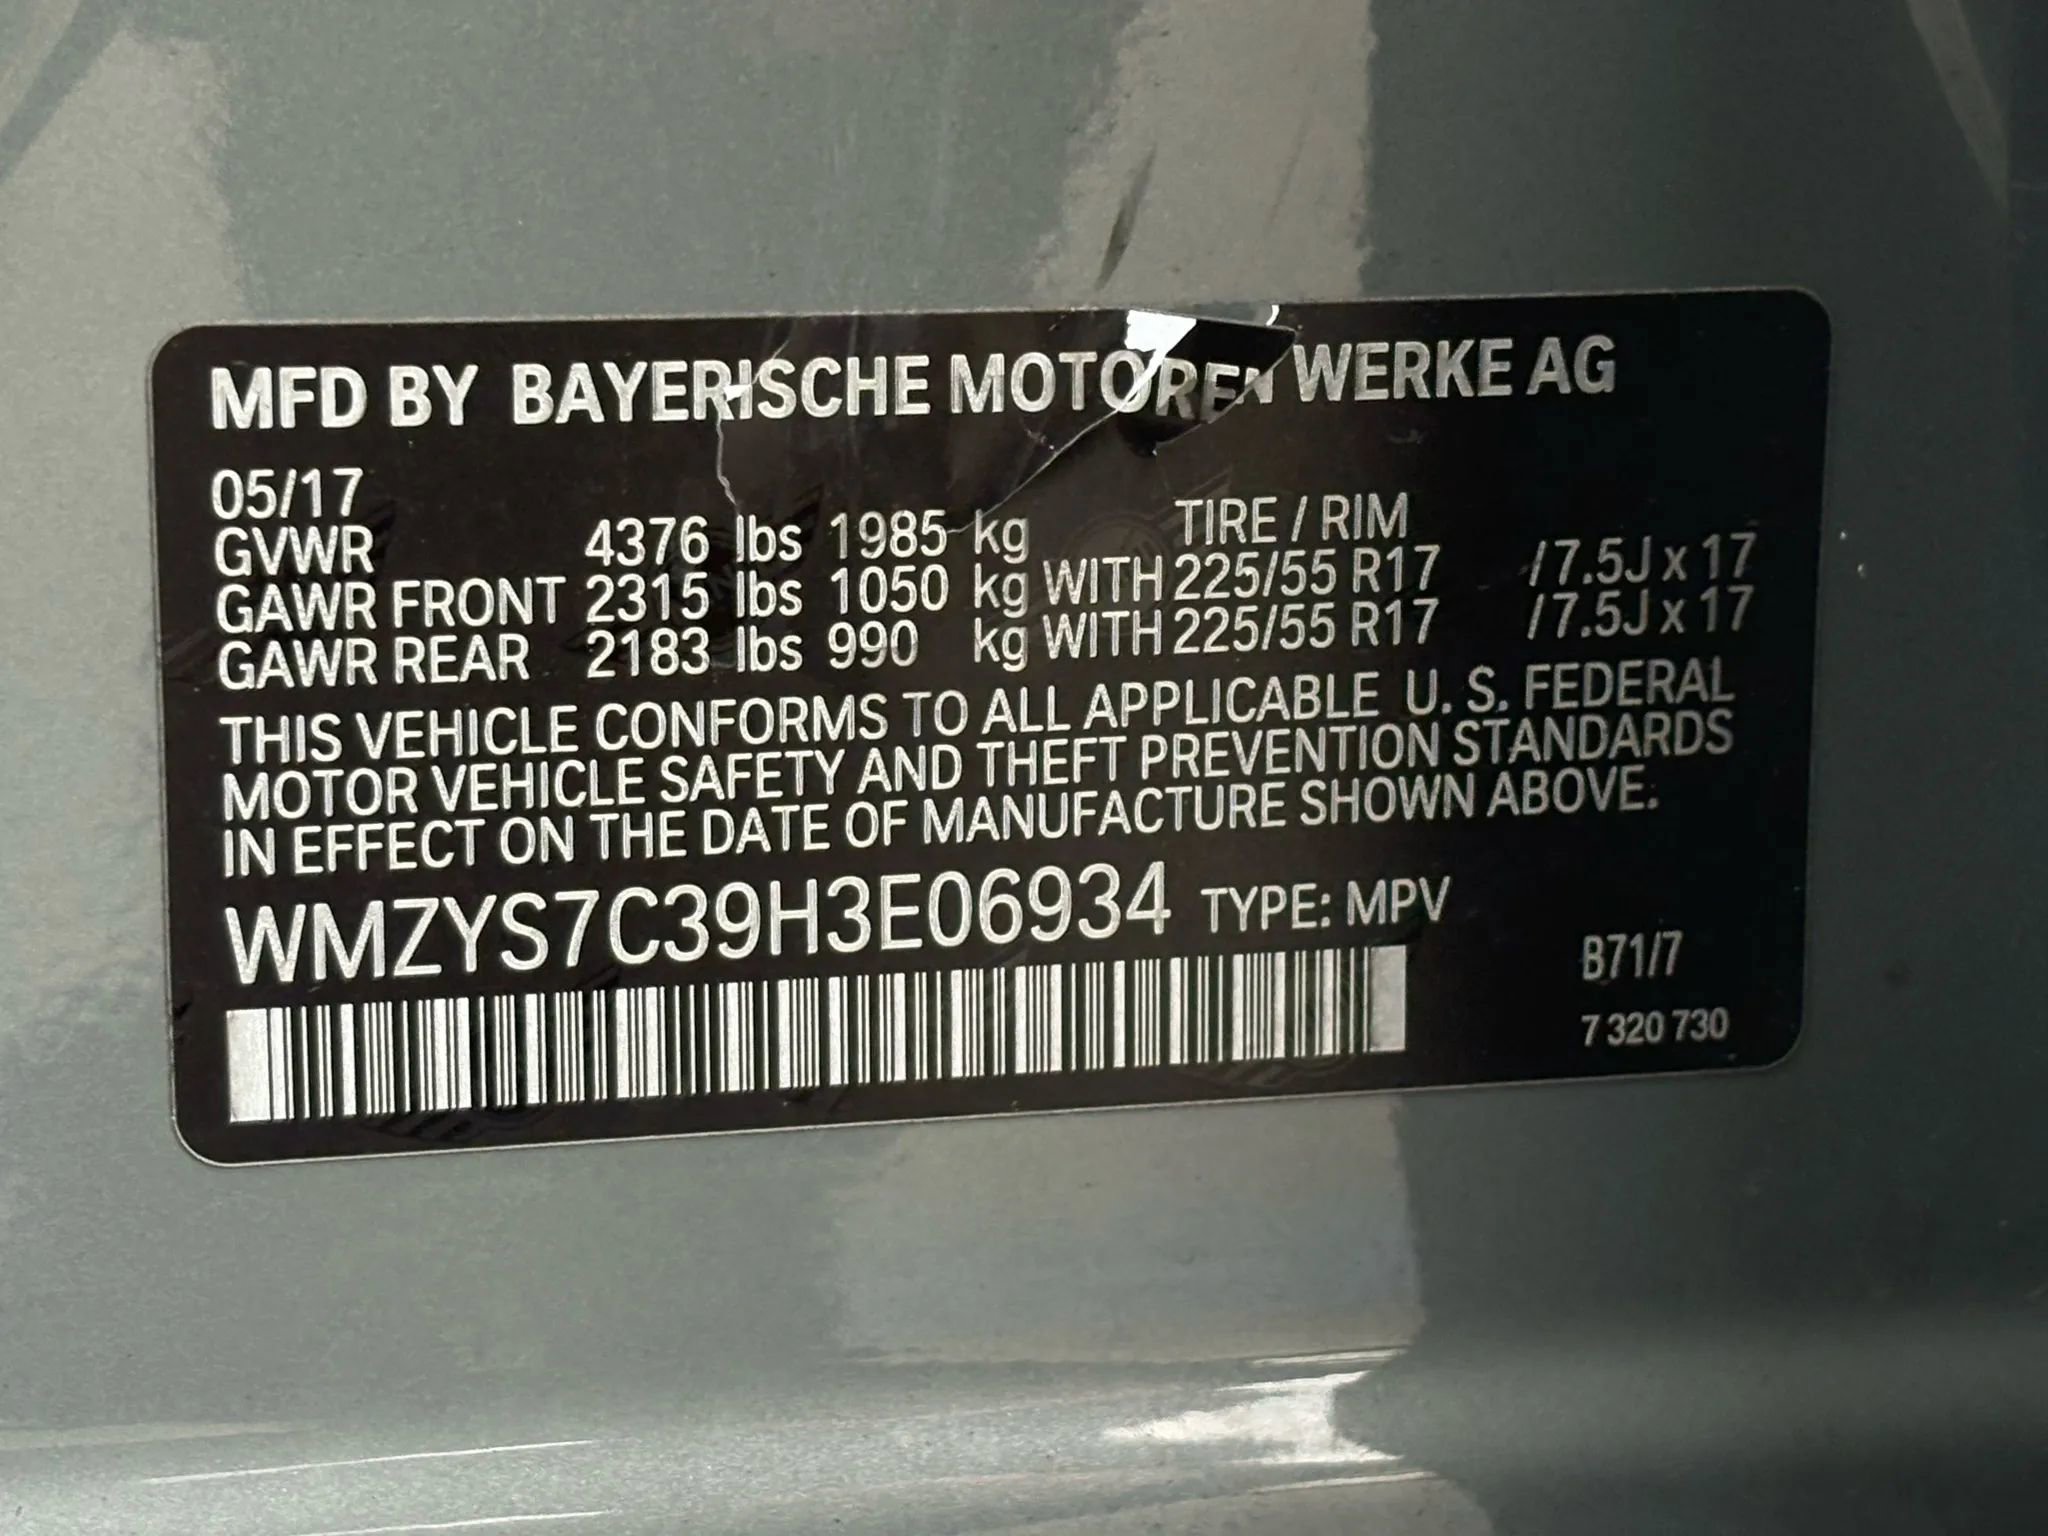 MFD BY BAYERISCHE MOTOREN WERKE AG
05/17 TIRE / RIM
GVWR 4376 lbs 1985 kg
GAWR FRONT 2315 lbs 1050 kg WITH 225/55 R17 /7.5J x 17
GAWR REAR 2183 lbs 990 kg WITH 225/55 R17 /7.5J x 17
THIS VEHICLE CONFORMS TO ALL APPLICABLE U. S. FEDERAL
MOTOR VEHICLE SAFETY AND THEFT PREVENTION STANDARDS
IN EFFECT ON THE DATE OF MANUFACTURE SHOWN ABOVE.
WMZYS7C39H3E06934 TYPE: MPV
B71/7
7 320 730